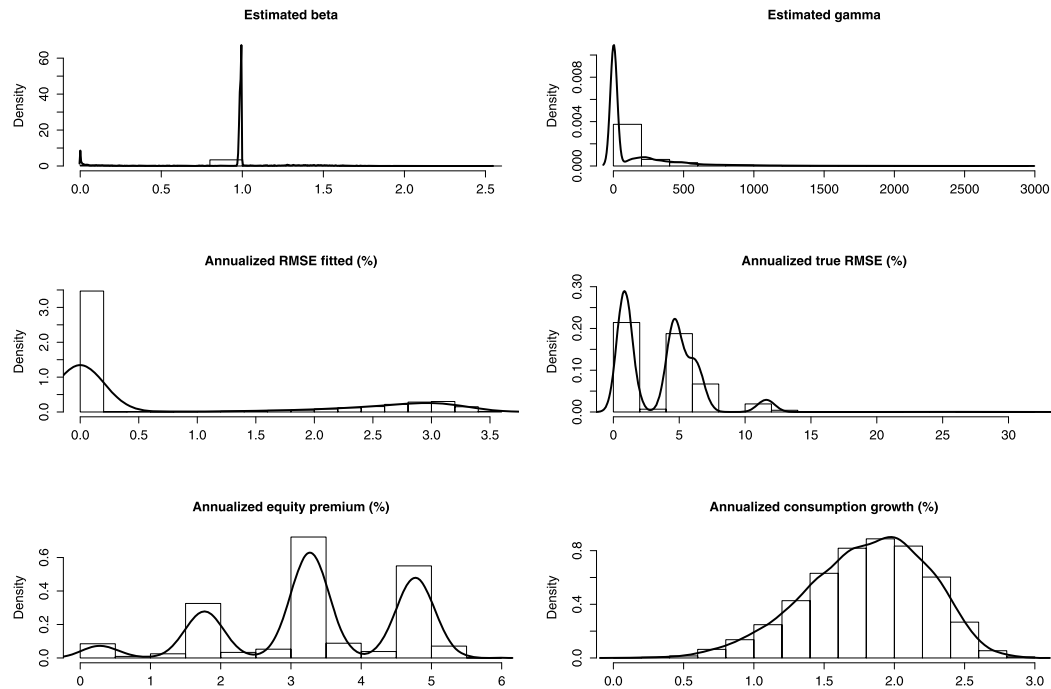 Estimated beta
Density
0 20 40 60
0.0 0.5 1.0 1.5 2.0 2.5
Estimated gamma
Density
0.000 0.004 0.008
0 500 1000 1500 2000 2500 3000
Annualized RMSE fitted (%)
Density
0.0 1.0 2.0 3.0
0.0 0.5 1.0 1.5 2.0 2.5 3.0 3.5
Annualized true RMSE (%)
Density
0.00 0.10 0.20 0.30
0 5 10 15 20 25 30
Annualized equity premium (%)
Density
0.0 0.2 0.4 0.6
0 1 2 3 4 5 6
Annualized consumption growth (%)
Density
0.0 0.4 0.8
0.0 0.5 1.0 1.5 2.0 2.5 3.0